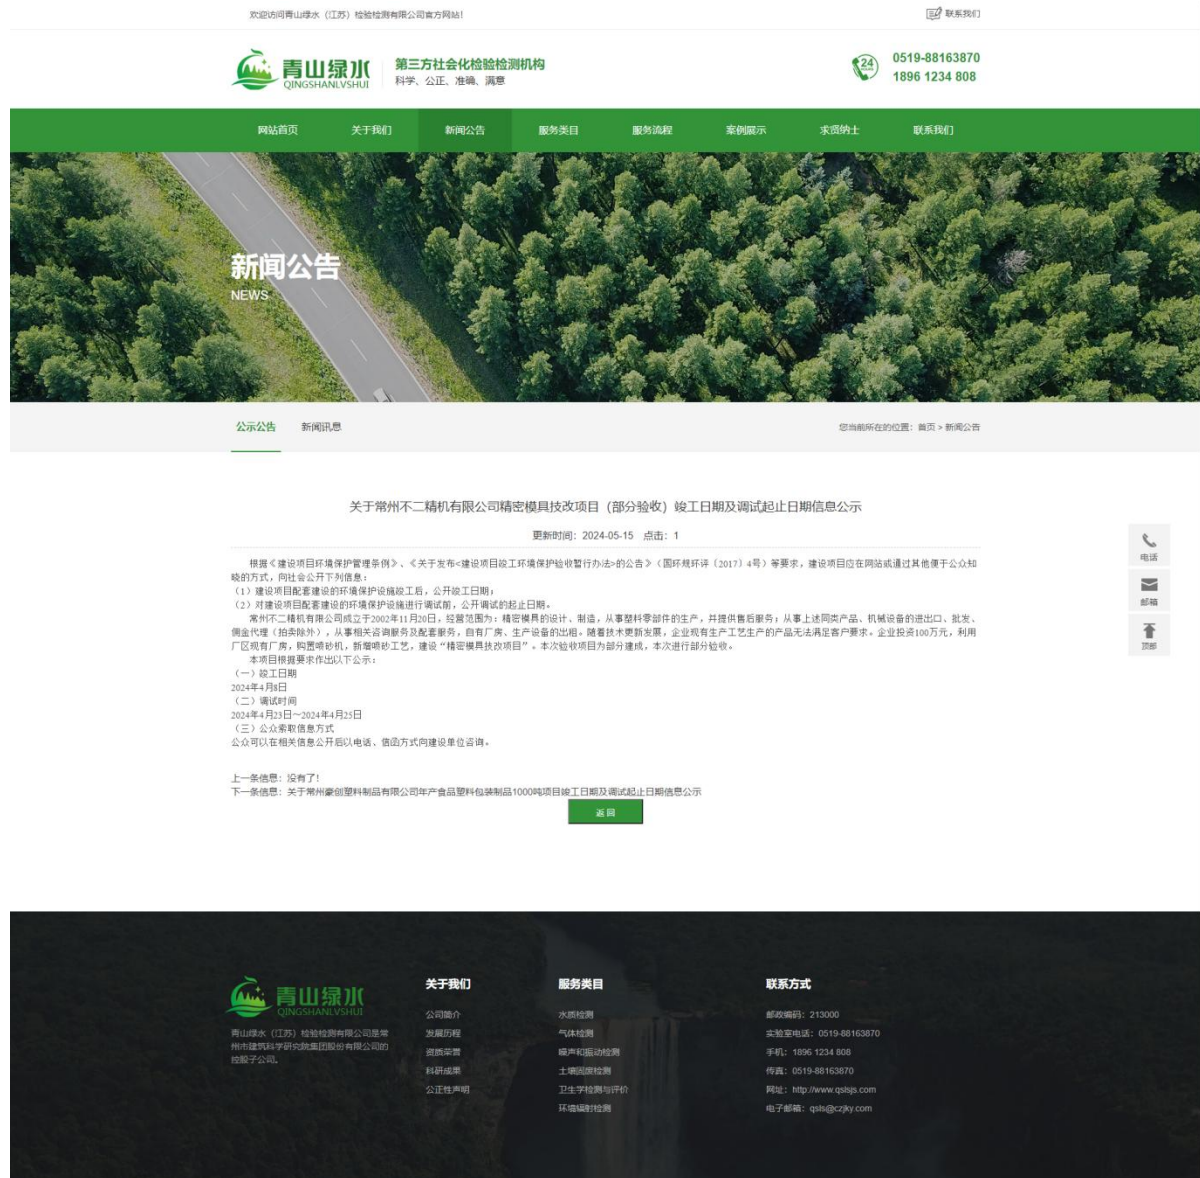 欢迎访问青山绿水（江苏）检验检测有限公司官方网站！
联系我们
青山绿水
QINGSHANLVSHUI
第三方社会化检验检测机构
科学、公正、准确、满意
24
0519-88163870
1896 1234 808
网站首页 关于我们 新闻公告 服务类目 服务流程 案例展示 求贤纳士 联系我们
新闻公告
NEWS
公示公告 新闻讯息
您当前所在的位置：首页 > 新闻公告
关于常州不二精机有限公司精密模具技改项目（部分验收）竣工日期及调试起止日期信息公示
更新时间：2024-05-15 点击：1
根据《建设项目环境保护管理条例》、《关于发布<建设项目竣工环境保护验收暂行办法>的公告》（国环规环评〔2017〕4号）等要求，建设项目应在网站或通过其他便于公众知
晓的方式，向社会公开下列信息：
（1）建设项目配套建设的环境保护设施竣工后，公开竣工日期；
（2）对建设项目配套建设的环境保护设施进行调试前，公开调试的起止日期。
常州不二精机有限公司成立于2002年11月20日，经营范围为：精密模具的设计、制造，从事塑料零部件的生产，并提供售后服务；从事上述同类产品、机械设备的进出口、批发、
佣金代理（拍卖除外），从事相关咨询服务及配套服务，自有厂房、生产设备的出租。随着技术更新发展，企业现有生产工艺生产的产品无法满足客户要求。企业投资100万元，利用
厂区现有厂房，购置喷砂机，新增喷砂工艺，建设“精密模具技改项目”。本次验收项目为部分建成，本次进行部分验收。
本项目根据要求作出以下公示：
（一）竣工日期
2024年4月8日
（二）调试时间
2024年4月23日～2024年4月25日
（三）公众索取信息方式
公众可以在相关信息公开后以电话、信函方式向建设单位咨询。
上一条信息：没有了！
下一条信息：关于常州豪创塑料制品有限公司年产食品塑料包装制品1000吨项目竣工日期及调试起止日期信息公示
返回
电话
邮箱
顶部
青山绿水
QINGSHANLVSHUI
青山绿水（江苏）检验检测有限公司是常
州市建筑科学研究院集团股份有限公司的
控股子公司。
关于我们
公司简介
发展历程
资质荣誉
科研成果
公正性声明
服务类目
水质检测
气体检测
噪声和振动检测
土壤固废检测
卫生学检测与评价
环境辐射检测
联系方式
邮政编码：213000
实验室电话：0519-88163870
手机：1896 1234 808
传真：0519-88163870
网址：http://www.qslsjs.com
电子邮箱：qsls@czjky.com